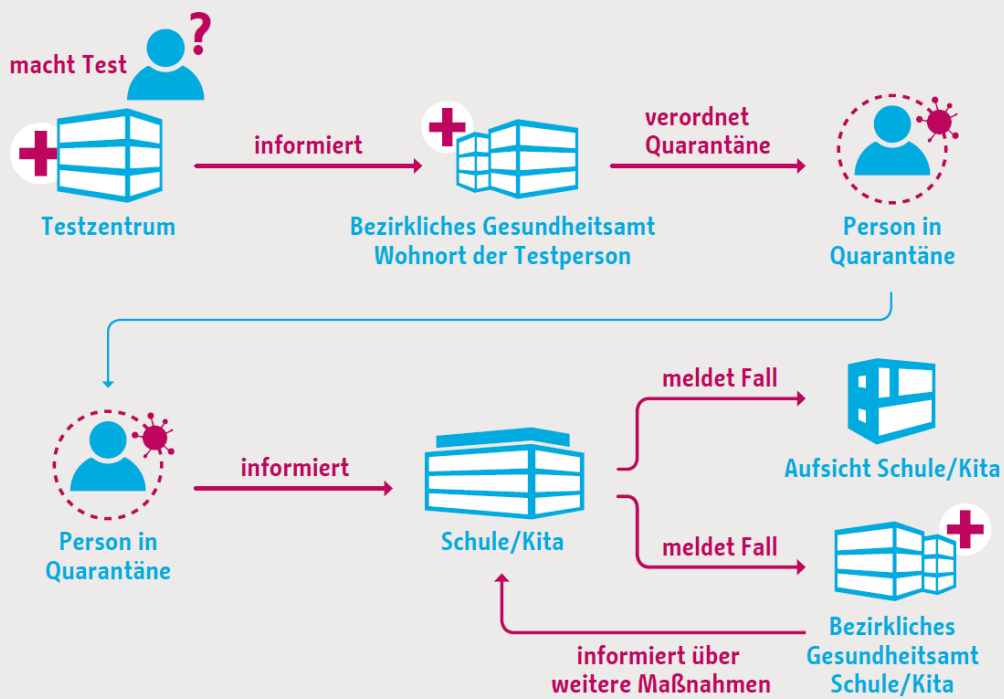 macht Test
?
Testzentrum
informiert
Bezirkliches Gesundheitsamt
Wohnort der Testperson
verordnet
Quarantäne
Person in
Quarantäne
Person in
Quarantäne
informiert
Schule/Kita
meldet Fall
Aufsicht Schule/Kita
meldet Fall
Bezirkliches
Gesundheitsamt
Schule/Kita
informiert über
weitere Maßnahmen